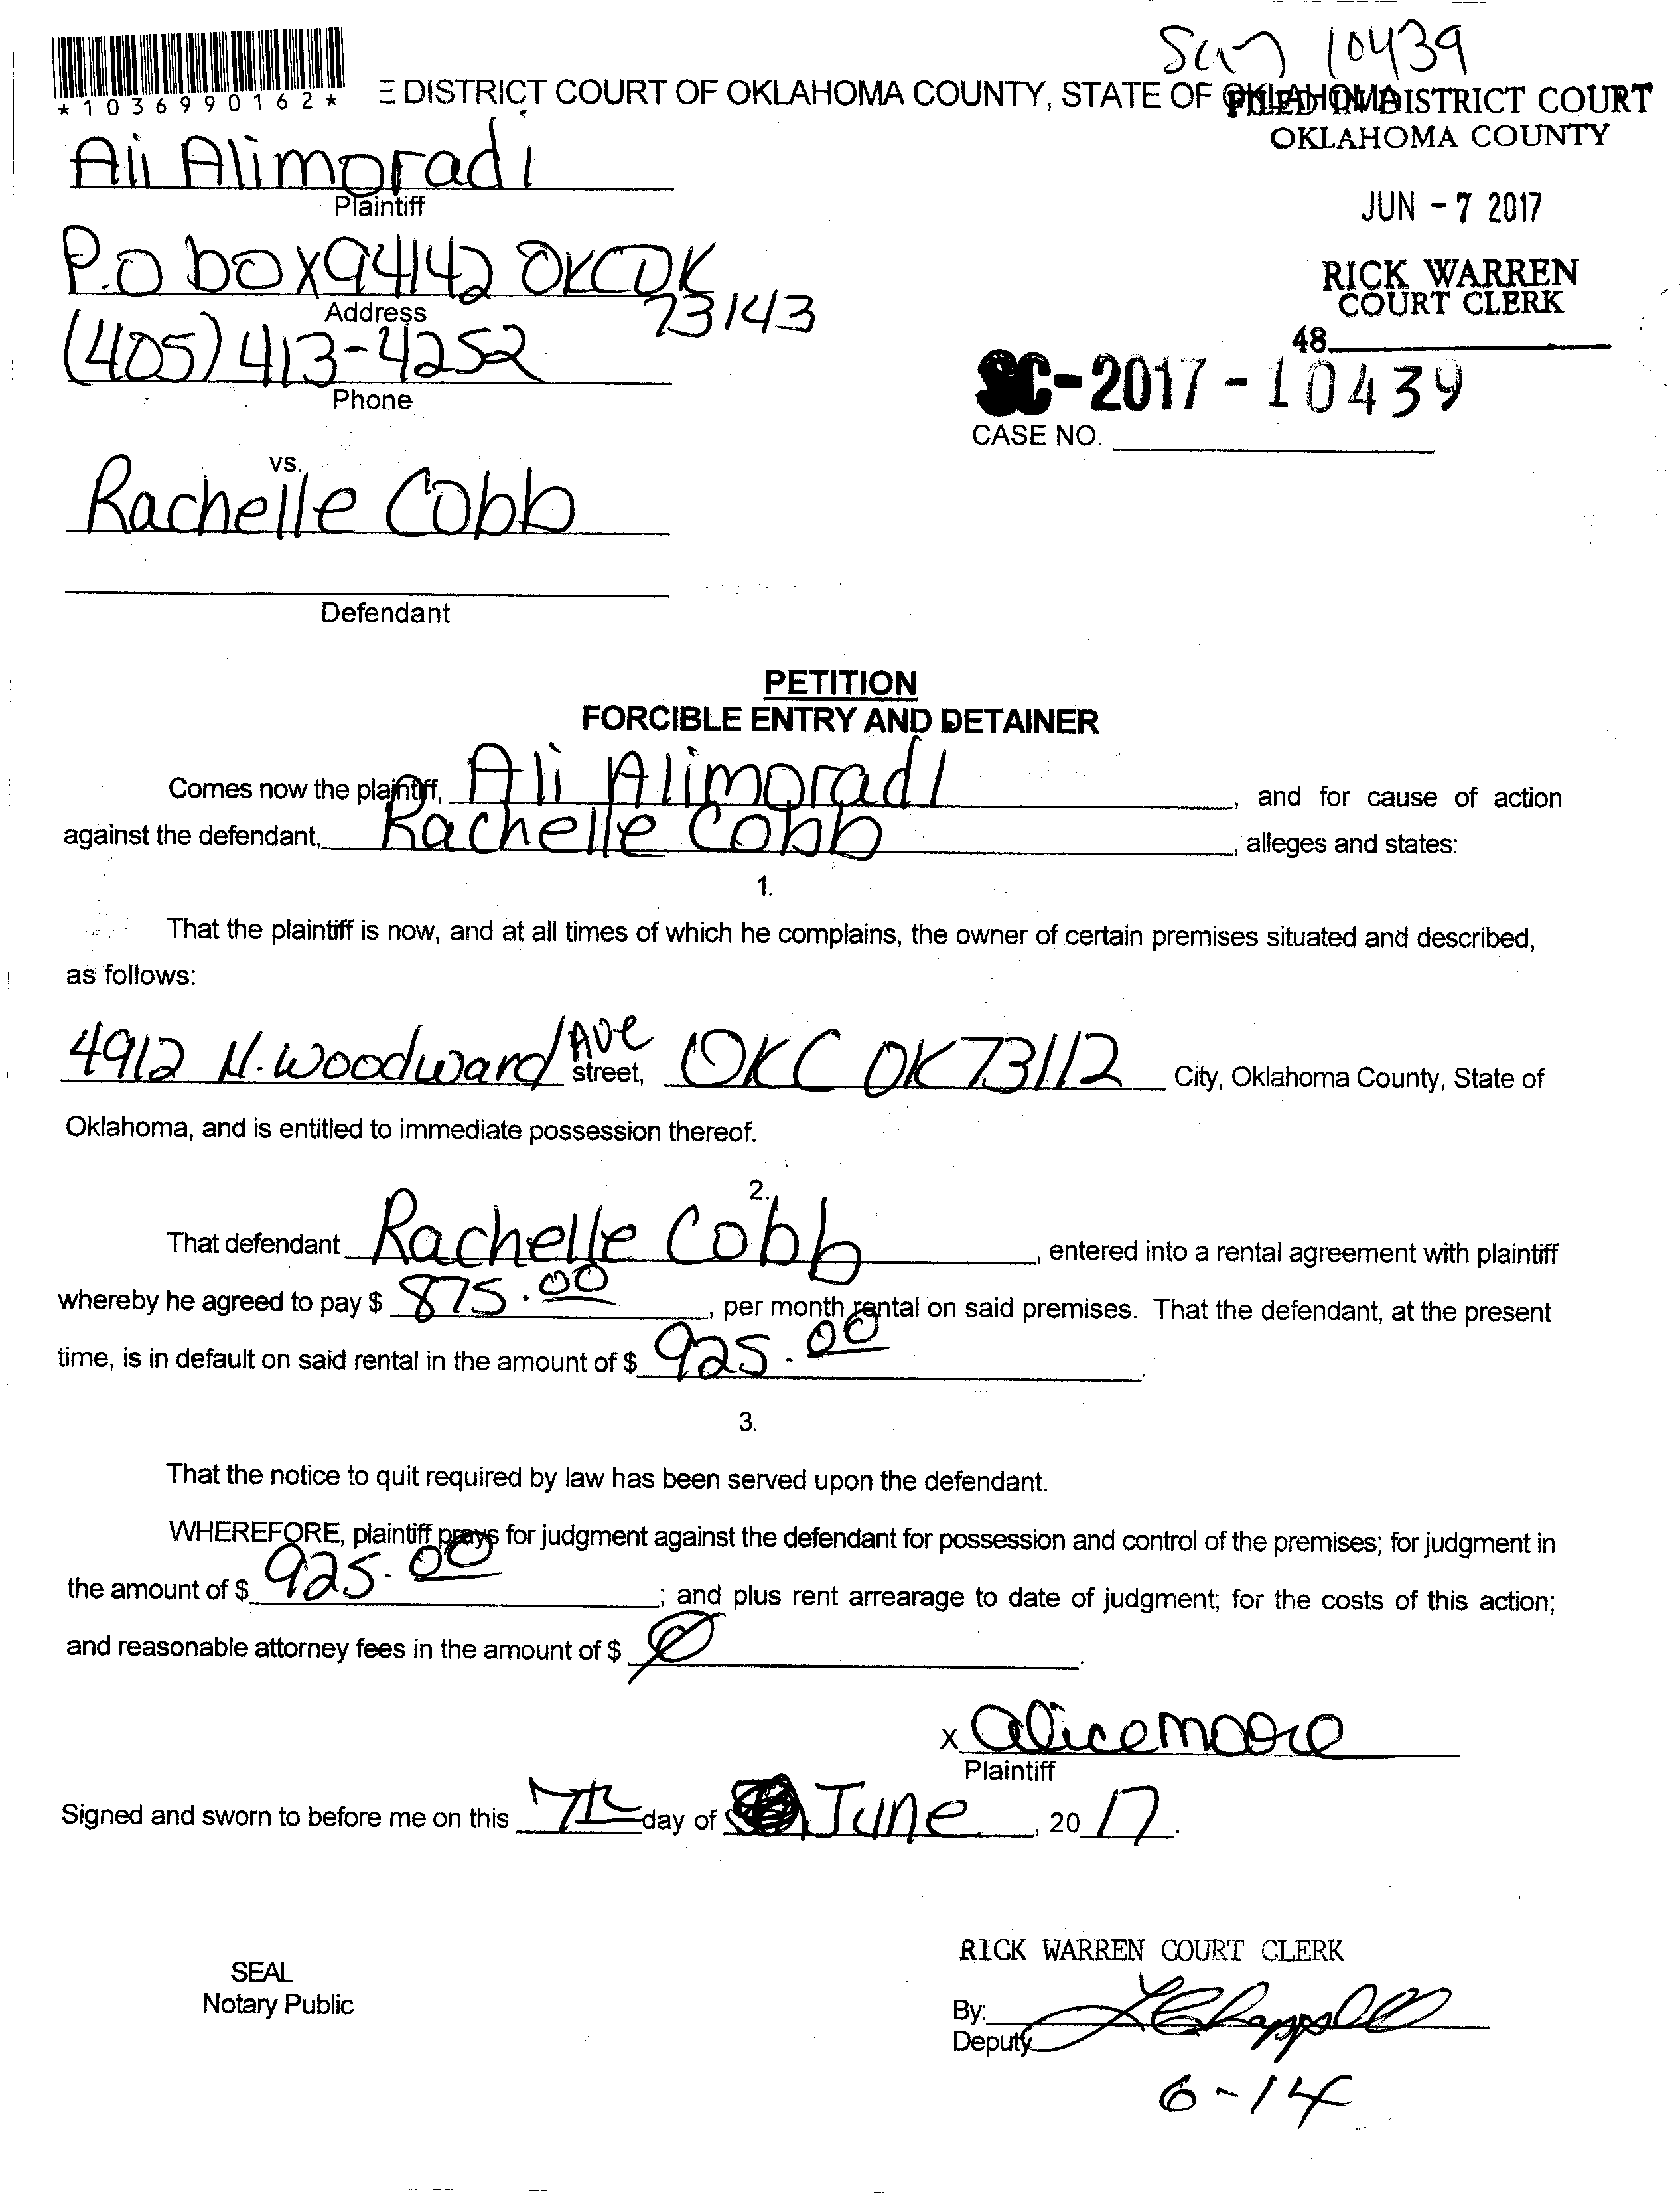 Sm 10439
*1036990162*
E DISTRICT COURT OF OKLAHOMA COUNTY, STATE OF OKLAHOMA
FILED IN DISTRICT COURT
OKLAHOMA COUNTY
Ali Alimoradi
Plaintiff
JUN - 7 2017
P.O box 94142 OKC OK
73143
Address
RICK WARREN
COURT CLERK
(405) 413-4252
Phone
48
SC-2017-10439
CASE NO.
vs.
Rachelle Cobb
Defendant
PETITION
FORCIBLE ENTRY AND DETAINER
Comes now the plaintiff, Ali Alimoradi, and for cause of action
against the defendant, Rachelle Cobb, alleges and states:
1.
That the plaintiff is now, and at all times of which he complains, the owner of certain premises situated and described,
as follows:
4912 N. Woodward Ave street, OKC OK 73112 City, Oklahoma County, State of
Oklahoma, and is entitled to immediate possession thereof.
2.
That defendant Rachelle Cobb, entered into a rental agreement with plaintiff
whereby he agreed to pay $ 875.00, per month rental on said premises. That the defendant, at the present
time, is in default on said rental in the amount of $ 925.00.
3.
That the notice to quit required by law has been served upon the defendant.
WHEREFORE, plaintiff prays for judgment against the defendant for possession and control of the premises; for judgment in
the amount of $ 925.00; and plus rent arrearage to date of judgment; for the costs of this action;
and reasonable attorney fees in the amount of $ Ø.
x alice moore
Plaintiff
Signed and sworn to before me on this 7th day of June, 2017.
SEAL
Notary Public
RICK WARREN COURT CLERK
By: L Chappell
Deputy
6-14